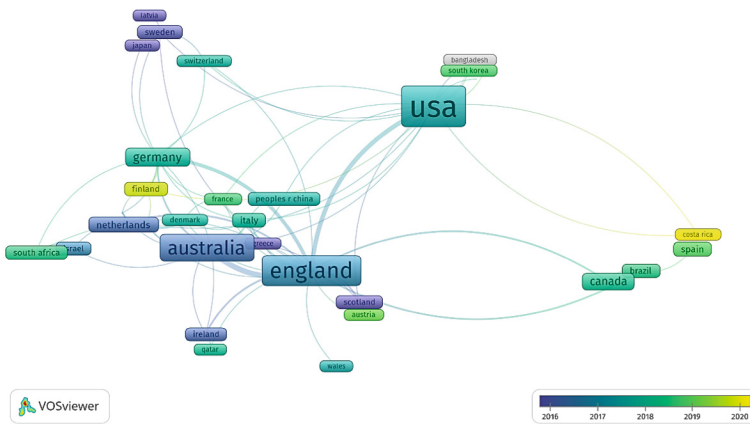 latvia
sweden
japan
switzerland
bangladesh
south korea
usa
germany
finland
france
peoples r china
netherlands
denmark
italy
costa rica
spain
south africa
israel
australia
greece
england
brazil
canada
scotland
austria
ireland
qatar
wales
VOSviewer
2016 2017 2018 2019 2020